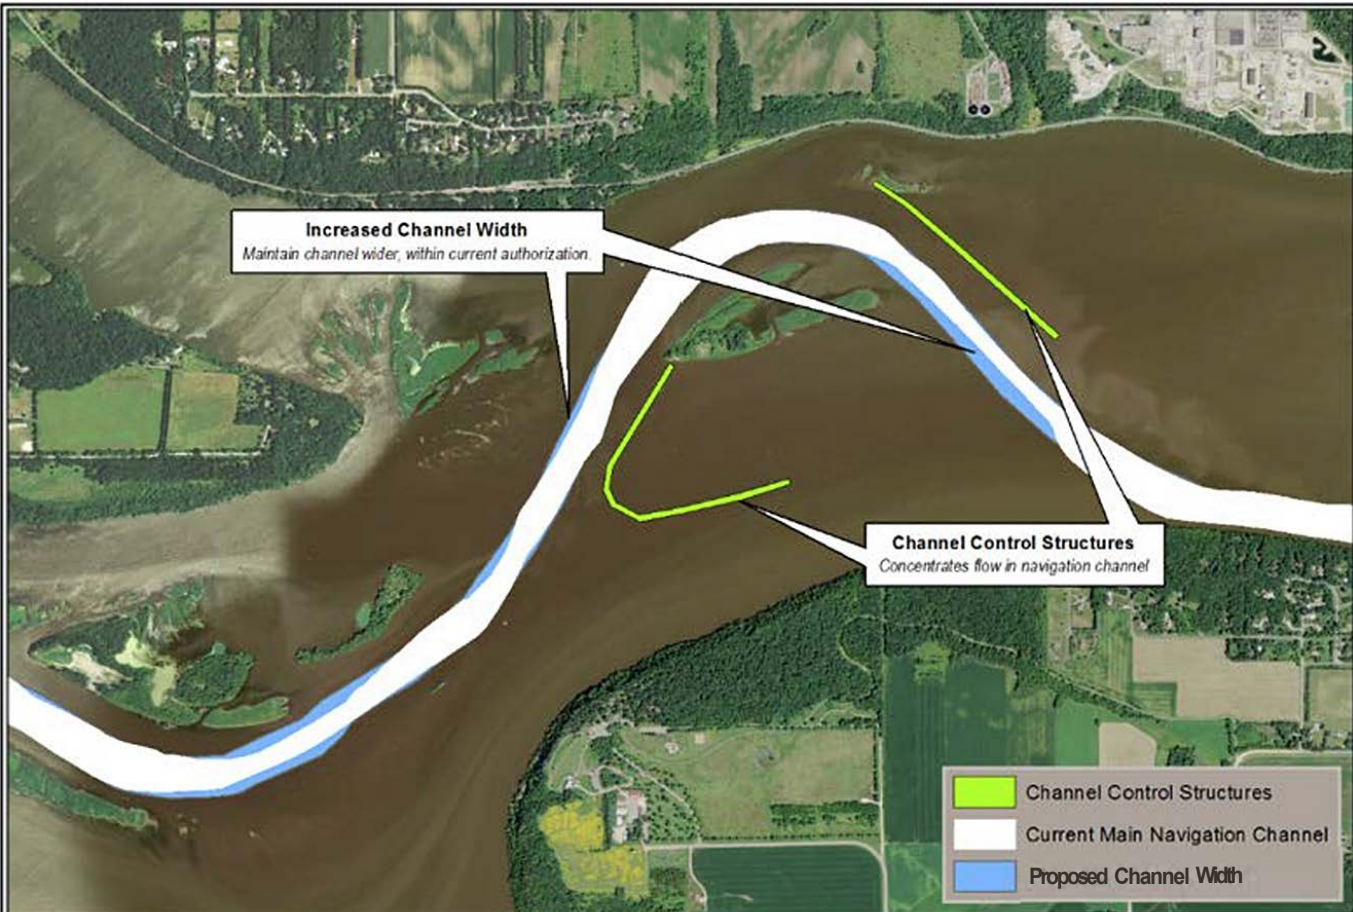 Increased Channel Width
Maintain channel wider, within current authorization.
Channel Control Structures
Concentrates flow in navigation channel
Channel Control Structures
Current Main Navigation Channel
Proposed Channel Width